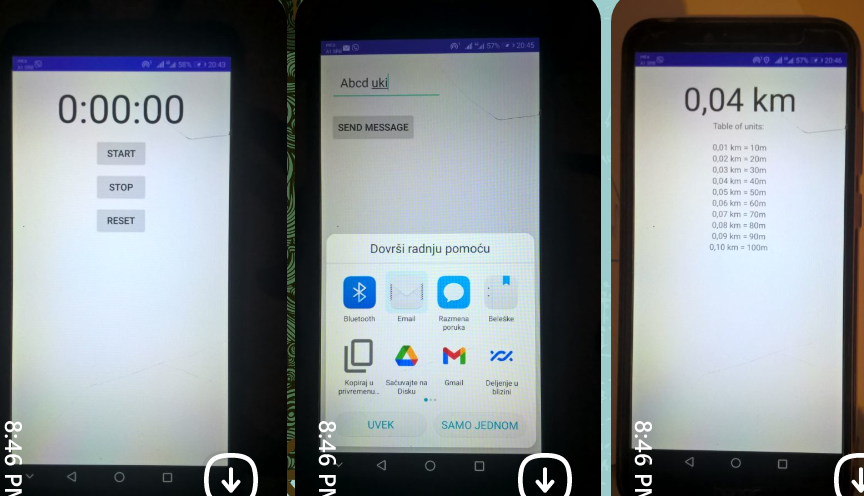 58% 20:43
0:00:00
START
STOP
RESET
8:46 PM
57% 20:45
Abcd uki
SEND MESSAGE
Dovrši radnju pomoću
Bluetooth
Email
Razmena
poruka
Beleške
Kopiraj u
privremenu...
Sačuvajte na
Disku
Gmail
Deljenje u
blizini
UVEK
SAMO JEDNOM
8:46 PM
57% 20:46
0,04 km
Table of units:
0,01 km = 10m
0,02 km = 20m
0,03 km = 30m
0,04 km = 40m
0,05 km = 50m
0,06 km = 60m
0,07 km = 70m
0,08 km = 80m
0,09 km = 90m
0,10 km = 100m
8:46 PM